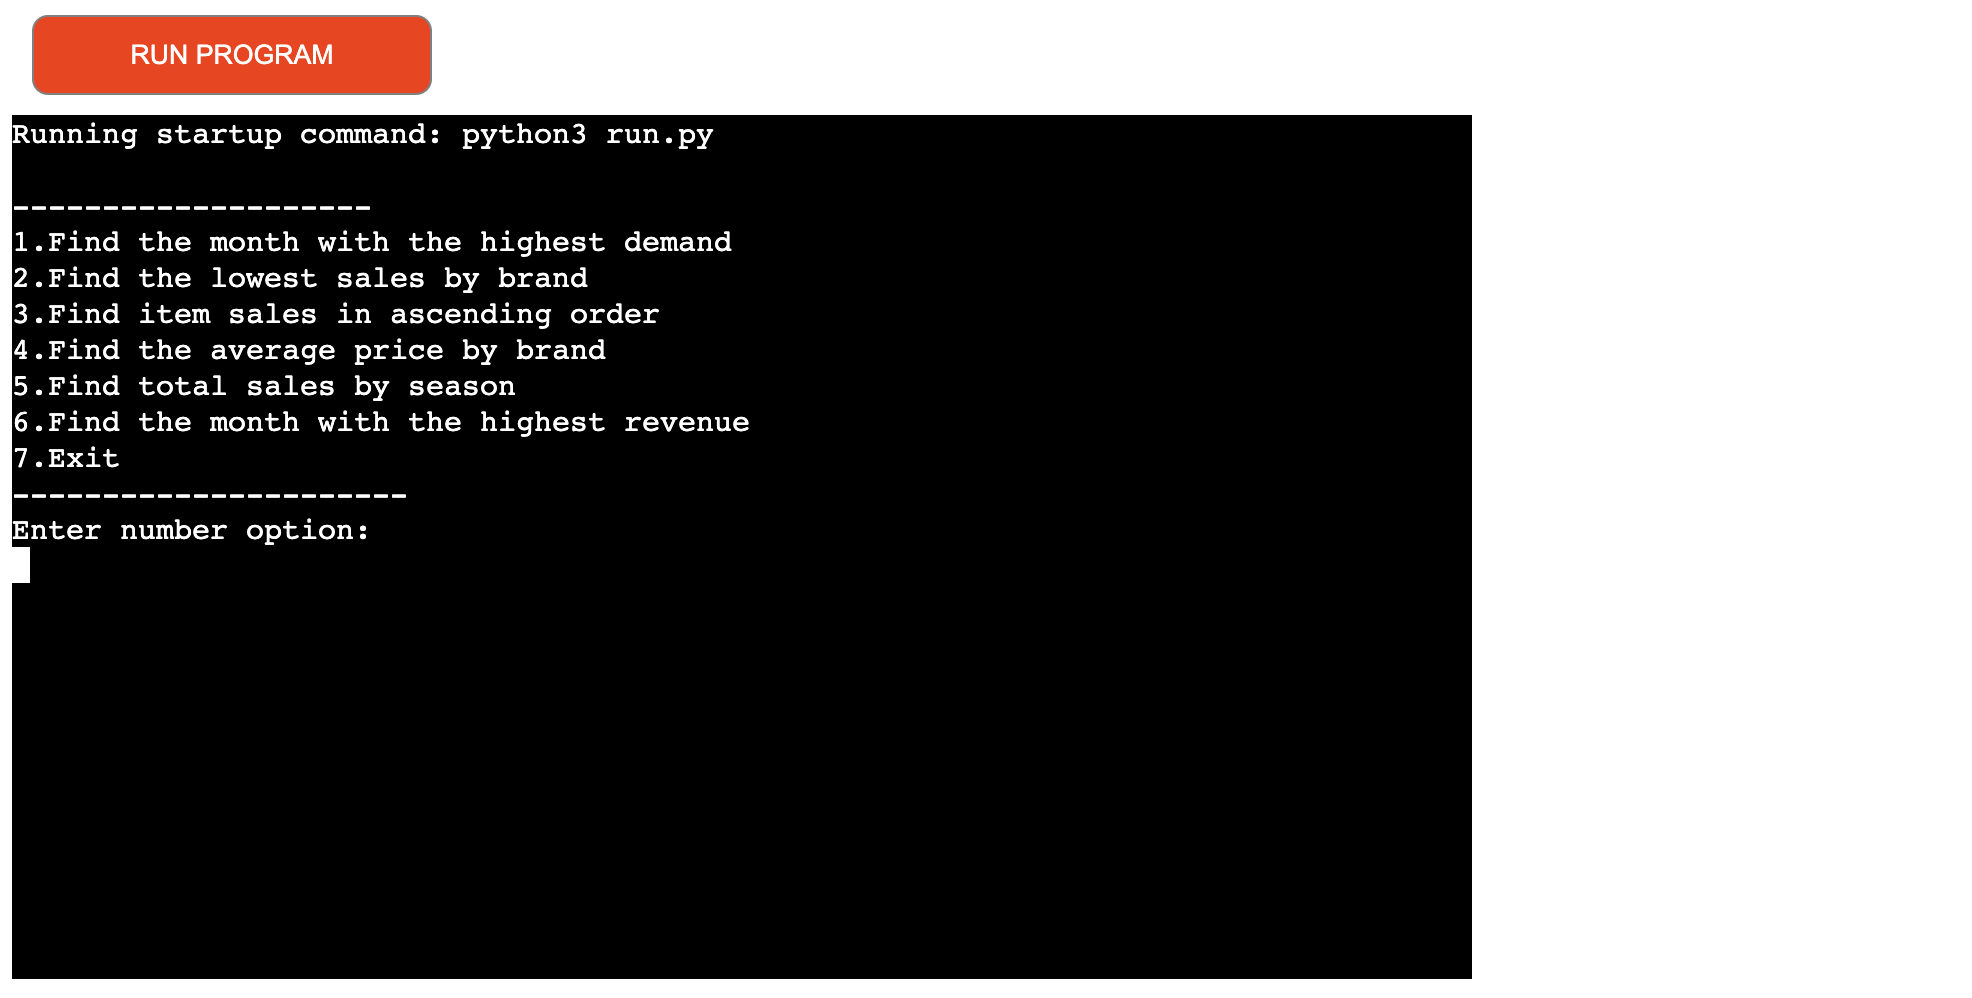 RUN PROGRAM
Running startup command: python3 run.py
--------------------
1.Find the month with the highest demand
2.Find the lowest sales by brand
3.Find item sales in ascending order
4.Find the average price by brand
5.Find total sales by season
6.Find the month with the highest revenue
7.Exit
----------------------
Enter number option: